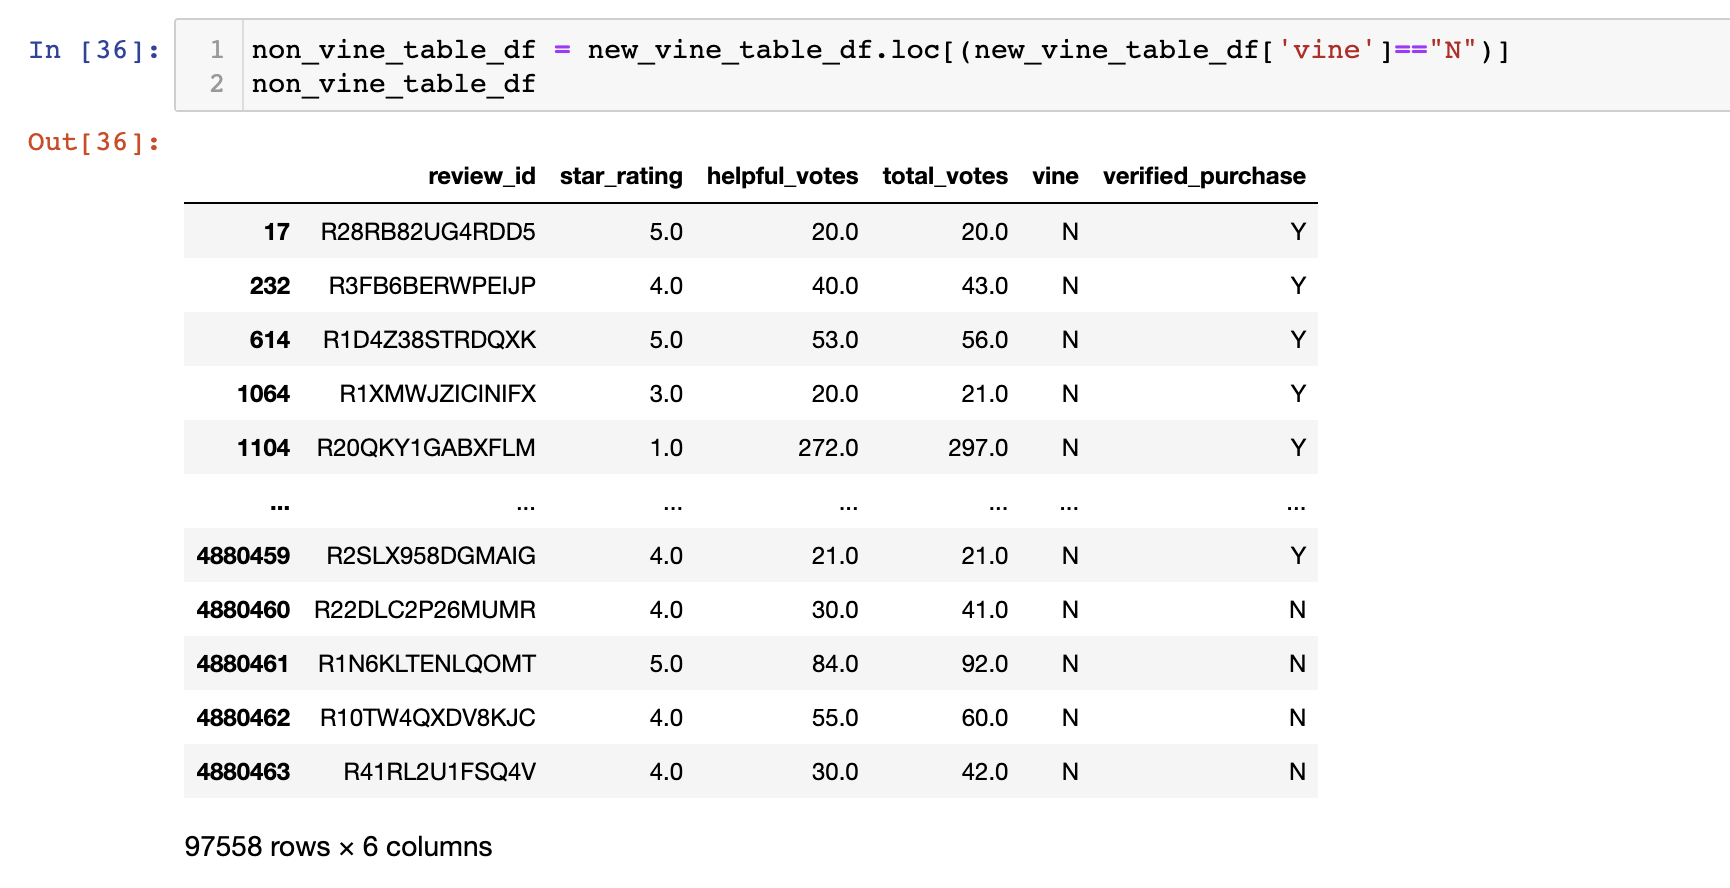 In [36]: 1 non_vine_table_df = new_vine_table_df.loc[(new_vine_table_df['vine']=="N")]
2 non_vine_table_df
Out[36]:
review_id star_rating helpful_votes total_votes vine verified_purchase
17 R28RB82UG4RDD5 5.0 20.0 20.0 N Y
232 R3FB6BERWPEIJP 4.0 40.0 43.0 N Y
614 R1D4Z38STRDQXK 5.0 53.0 56.0 N Y
1064 R1XMWJZICINIFX 3.0 20.0 21.0 N Y
1104 R20QKY1GABXFLM 1.0 272.0 297.0 N Y
... ... ... ... ... ... ...
4880459 R2SLX958DGMAIG 4.0 21.0 21.0 N Y
4880460 R22DLC2P26MUMR 4.0 30.0 41.0 N N
4880461 R1N6KLTENLQOMT 5.0 84.0 92.0 N N
4880462 R10TW4QXDV8KJC 4.0 55.0 60.0 N N
4880463 R41RL2U1FSQ4V 4.0 30.0 42.0 N N
97558 rows × 6 columns